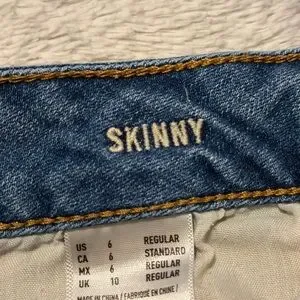 SKINNY
US 6 REGULAR
CA 6 STANDARD
MX 6 REGULAR
UK 10 REGULAR
MADE IN CHINA / FABRIQUÉ EN CHINE /